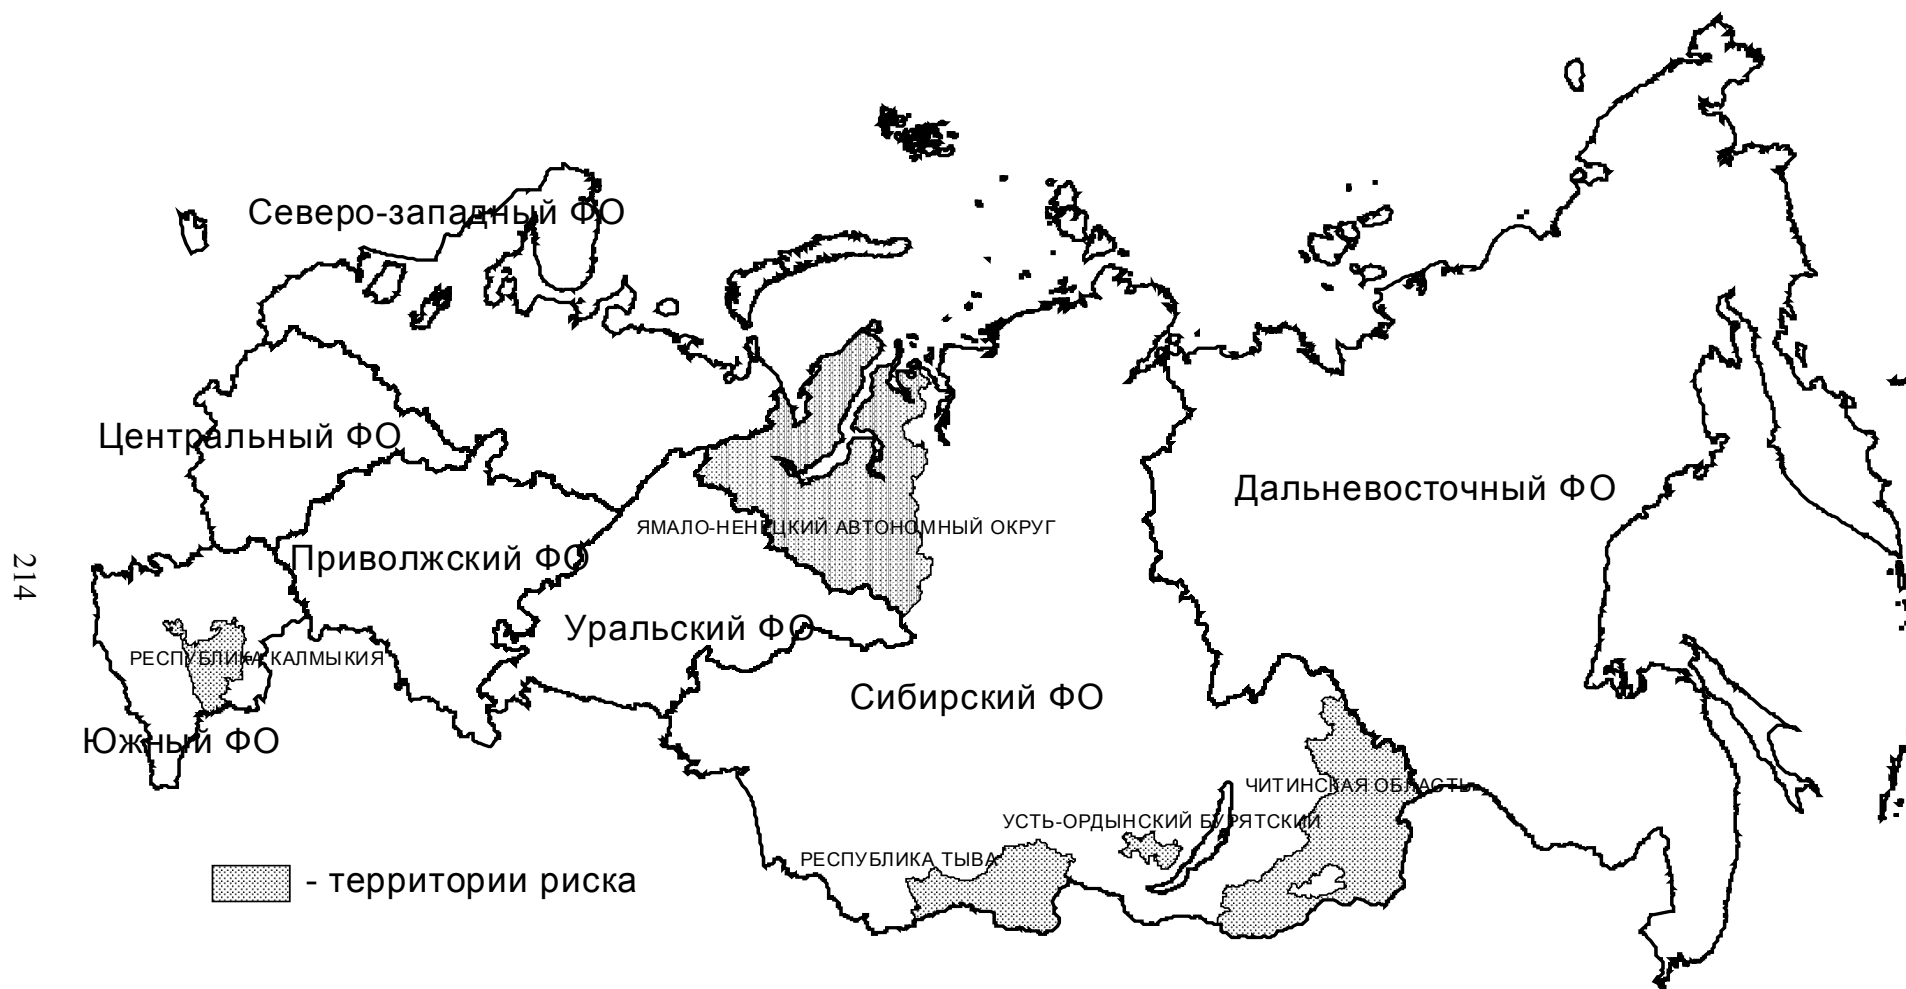 Северо-западный ФО
Центральный ФО
Дальневосточный ФО
ЯМАЛО-НЕНЕЦКИЙ АВТОНОМНЫЙ ОКРУГ
Приволжский ФО
214
Уральский ФО
РЕСПУБЛИКА КАЛМЫКИЯ
Сибирский ФО
Южный ФО
ЧИТИНСКАЯ ОБЛАСТЬ
УСТЬ-ОРДЫНСКИЙ БУРЯТСКИЙ
РЕСПУБЛИКА ТЫВА
- территории риска